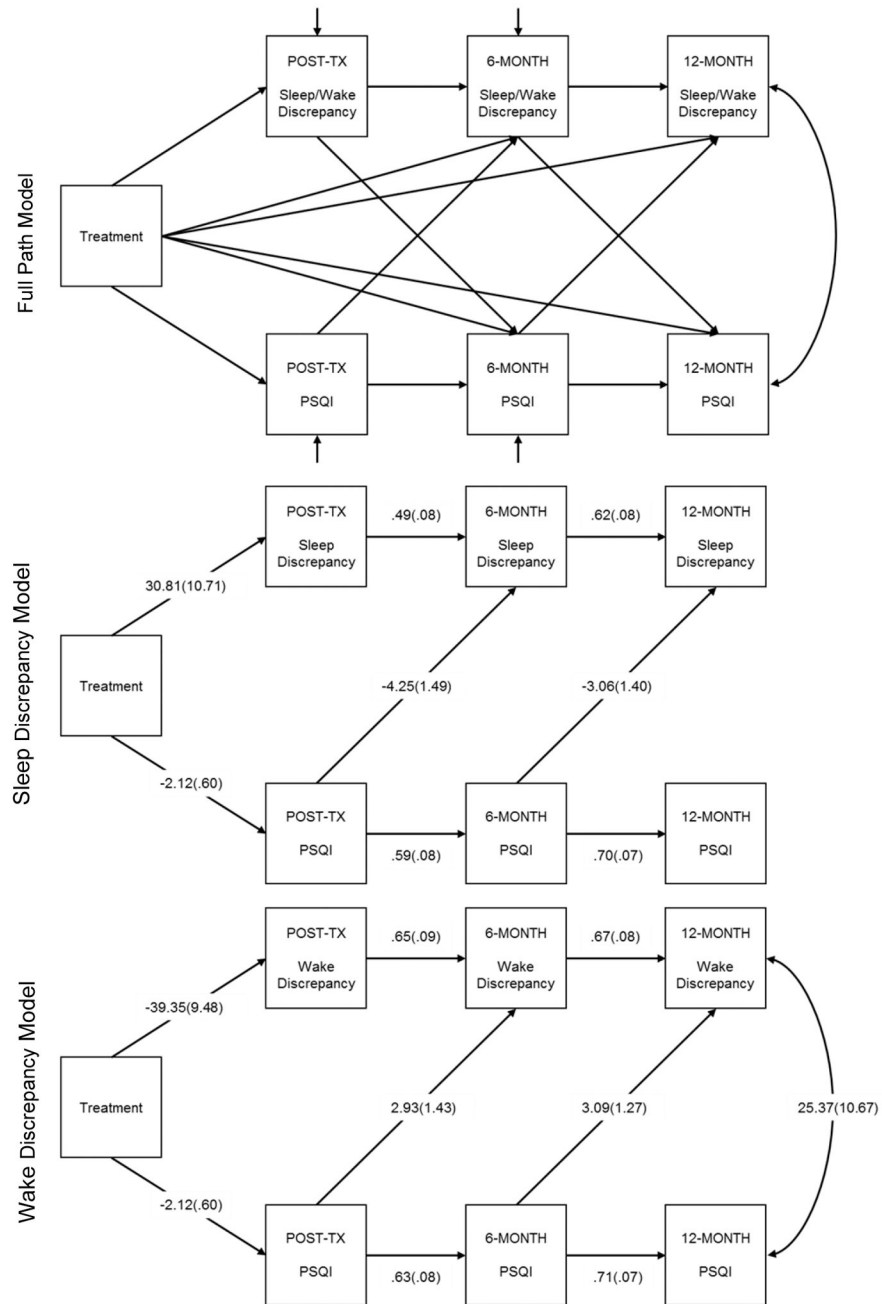 Full Path Model
POST-TX
Sleep/Wake
Discrepancy
6-MONTH
Sleep/Wake
Discrepancy
12-MONTH
Sleep/Wake
Discrepancy
Treatment
POST-TX
PSQI
6-MONTH
PSQI
12-MONTH
PSQI
Sleep Discrepancy Model
POST-TX
Sleep
Discrepancy
.49(.08)
6-MONTH
Sleep
Discrepancy
.62(.08)
12-MONTH
Sleep
Discrepancy
30.81(10.71)
Treatment
-4.25(1.49)
-3.06(1.40)
-2.12(.60)
POST-TX
PSQI
.59(.08)
6-MONTH
PSQI
.70(.07)
12-MONTH
PSQI
Wake Discrepancy Model
POST-TX
Wake
Discrepancy
.65(.09)
6-MONTH
Wake
Discrepancy
.67(.08)
12-MONTH
Wake
Discrepancy
-39.35(9.48)
Treatment
2.93(1.43)
3.09(1.27)
25.37(10.67)
-2.12(.60)
POST-TX
PSQI
.63(.08)
6-MONTH
PSQI
.71(.07)
12-MONTH
PSQI